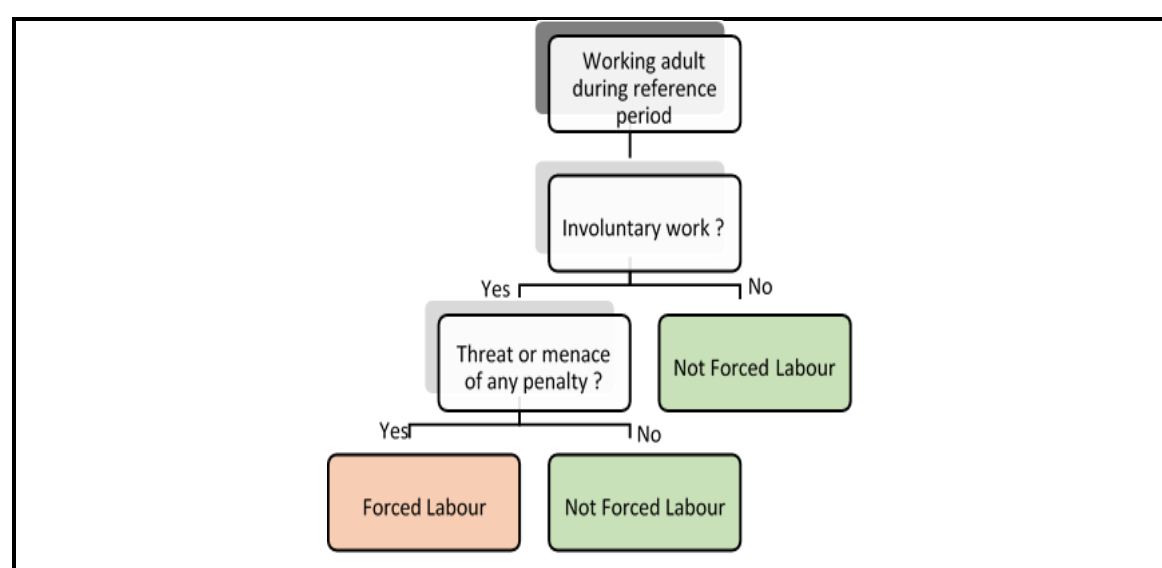 Working adult
during reference
period
Involuntary work ?
Yes
No
Threat or menace
of any penalty ?
Not Forced Labour
Yes
No
Forced Labour
Not Forced Labour